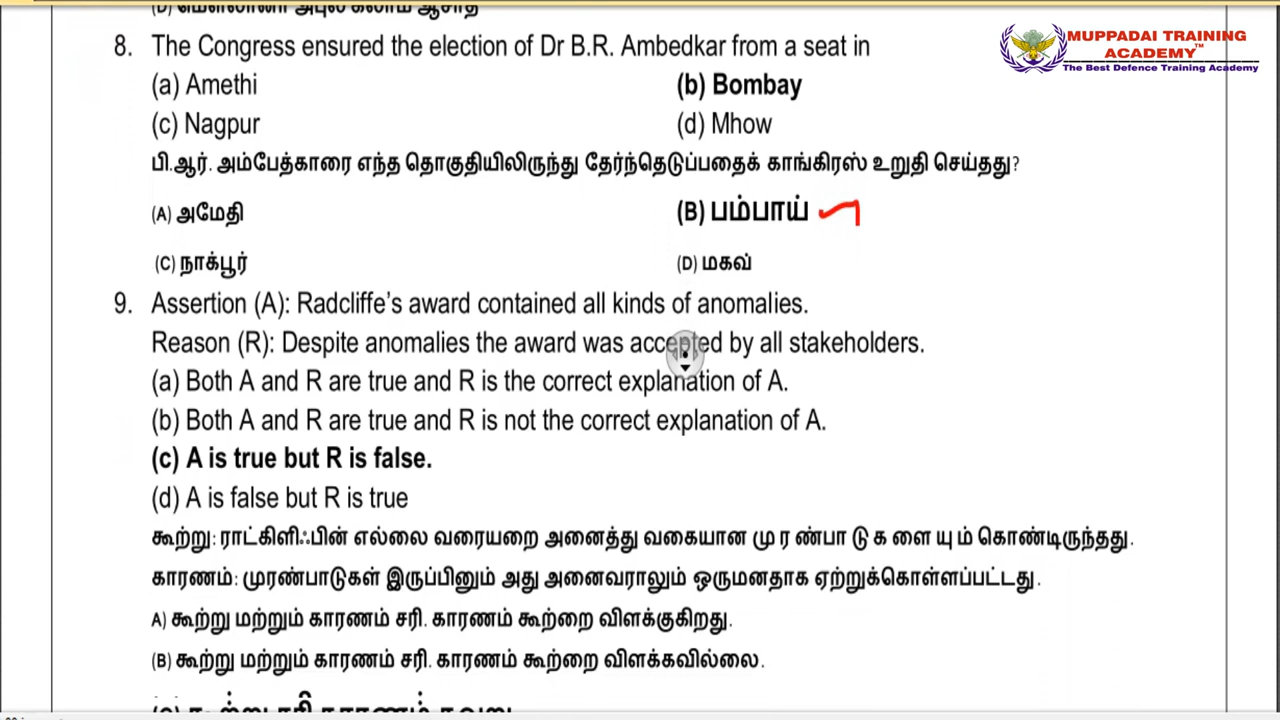 (D) மௌலானா அபுல் கலாம் ஆசாத்
8. The Congress ensured the election of Dr B.R. Ambedkar from a seat in
(a) Amethi (b) Bombay
(c) Nagpur (d) Mhow
பி.ஆர். அம்பேத்காரை எந்த தொகுதியிலிருந்து தேர்ந்தெடுப்பதைக் காங்கிரஸ் உறுதி செய்தது?
(A) அமேதி (B) பம்பாய்
(C) நாக்பூர் (D) மகவ்
9. Assertion (A): Radcliffe's award contained all kinds of anomalies.
Reason (R): Despite anomalies the award was accepted by all stakeholders.
(a) Both A and R are true and R is the correct explanation of A.
(b) Both A and R are true and R is not the correct explanation of A.
(c) A is true but R is false.
(d) A is false but R is true
கூற்று: ராட்கிளிஃபின் எல்லை வரையறை அனைத்து வகையான முரண்பாடுகளையும் கொண்டிருந்தது.
காரணம்: முரண்பாடுகள் இருப்பினும் அது அனைவராலும் ஒருமனதாக ஏற்றுக்கொள்ளப்பட்டது.
A) கூற்று மற்றும் காரணம் சரி. காரணம் கூற்றை விளக்குகிறது.
(B) கூற்று மற்றும் காரணம் சரி. காரணம் கூற்றை விளக்கவில்லை.
MUPPADAI TRAINING
ACADEMY™
The Best Defence Training Academy